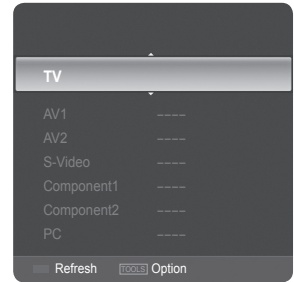 TV
AV1 ----
AV2 ----
S-Video ----
Component1 ----
Component2 ----
PC ----
Refresh TOOLS Option